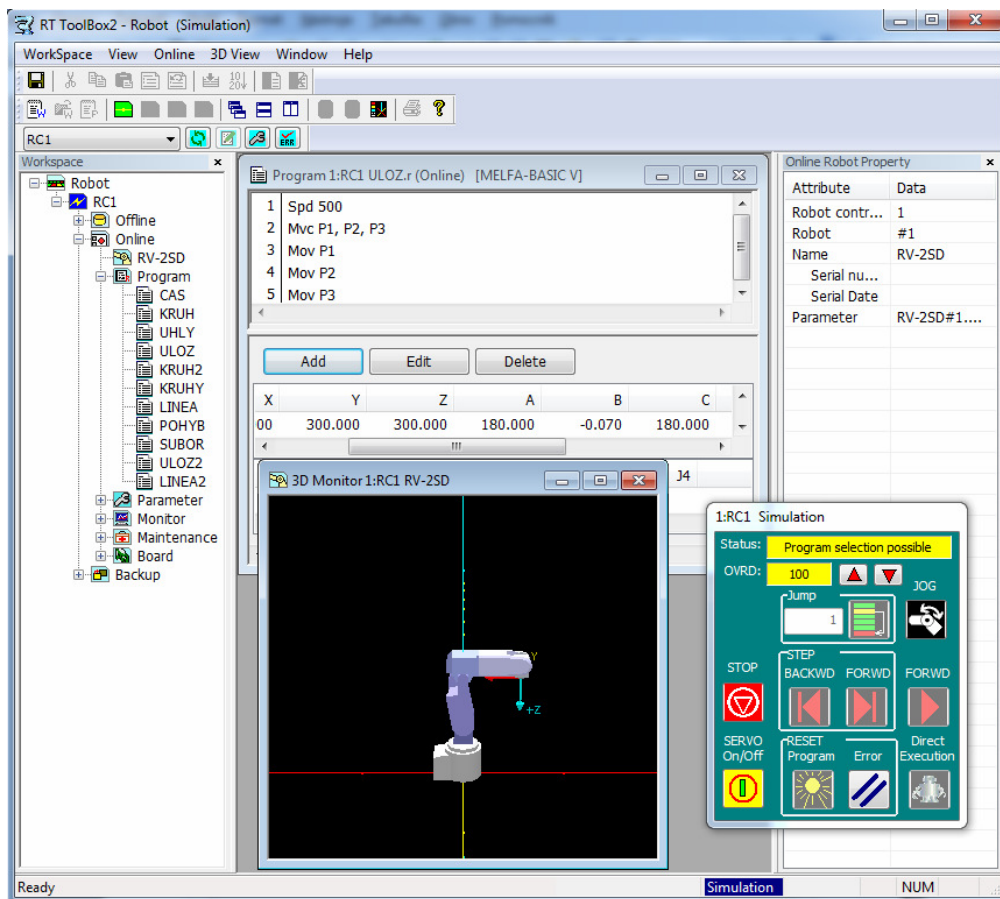 RT ToolBox2 - Robot (Simulation)
WorkSpace View Online 3D View Window Help
RC1
Workspace
Robot
RC1
Offline
Online
RV-2SD
Program
CAS
KRUH
UHLY
ULOZ
KRUH2
KRUHY
LINEA
POHYB
SUBOR
ULOZ2
LINEA2
Parameter
Monitor
Maintenance
Board
Backup
Program 1:RC1 ULOZ.r (Online) [MELFA-BASIC V]
1 Spd 500
2 Mvc P1, P2, P3
3 Mov P1
4 Mov P2
5 Mov P3
Add Edit Delete
X Y Z A B C
00 300.000 300.000 180.000 -0.070 180.000
J4
3D Monitor 1:RC1 RV-2SD
Y
+Z
Online Robot Property
Attribute Data
Robot contr... 1
Robot #1
Name RV-2SD
Serial nu...
Serial Date
Parameter RV-2SD#1....
1:RC1 Simulation
Status: Program selection possible
OVRD: 100
JOG
Jump
1
STEP
STOP BACKWD FORWD FORWD
SERVO On/Off
RESET
Program Error
Direct Execution
Ready Simulation NUM